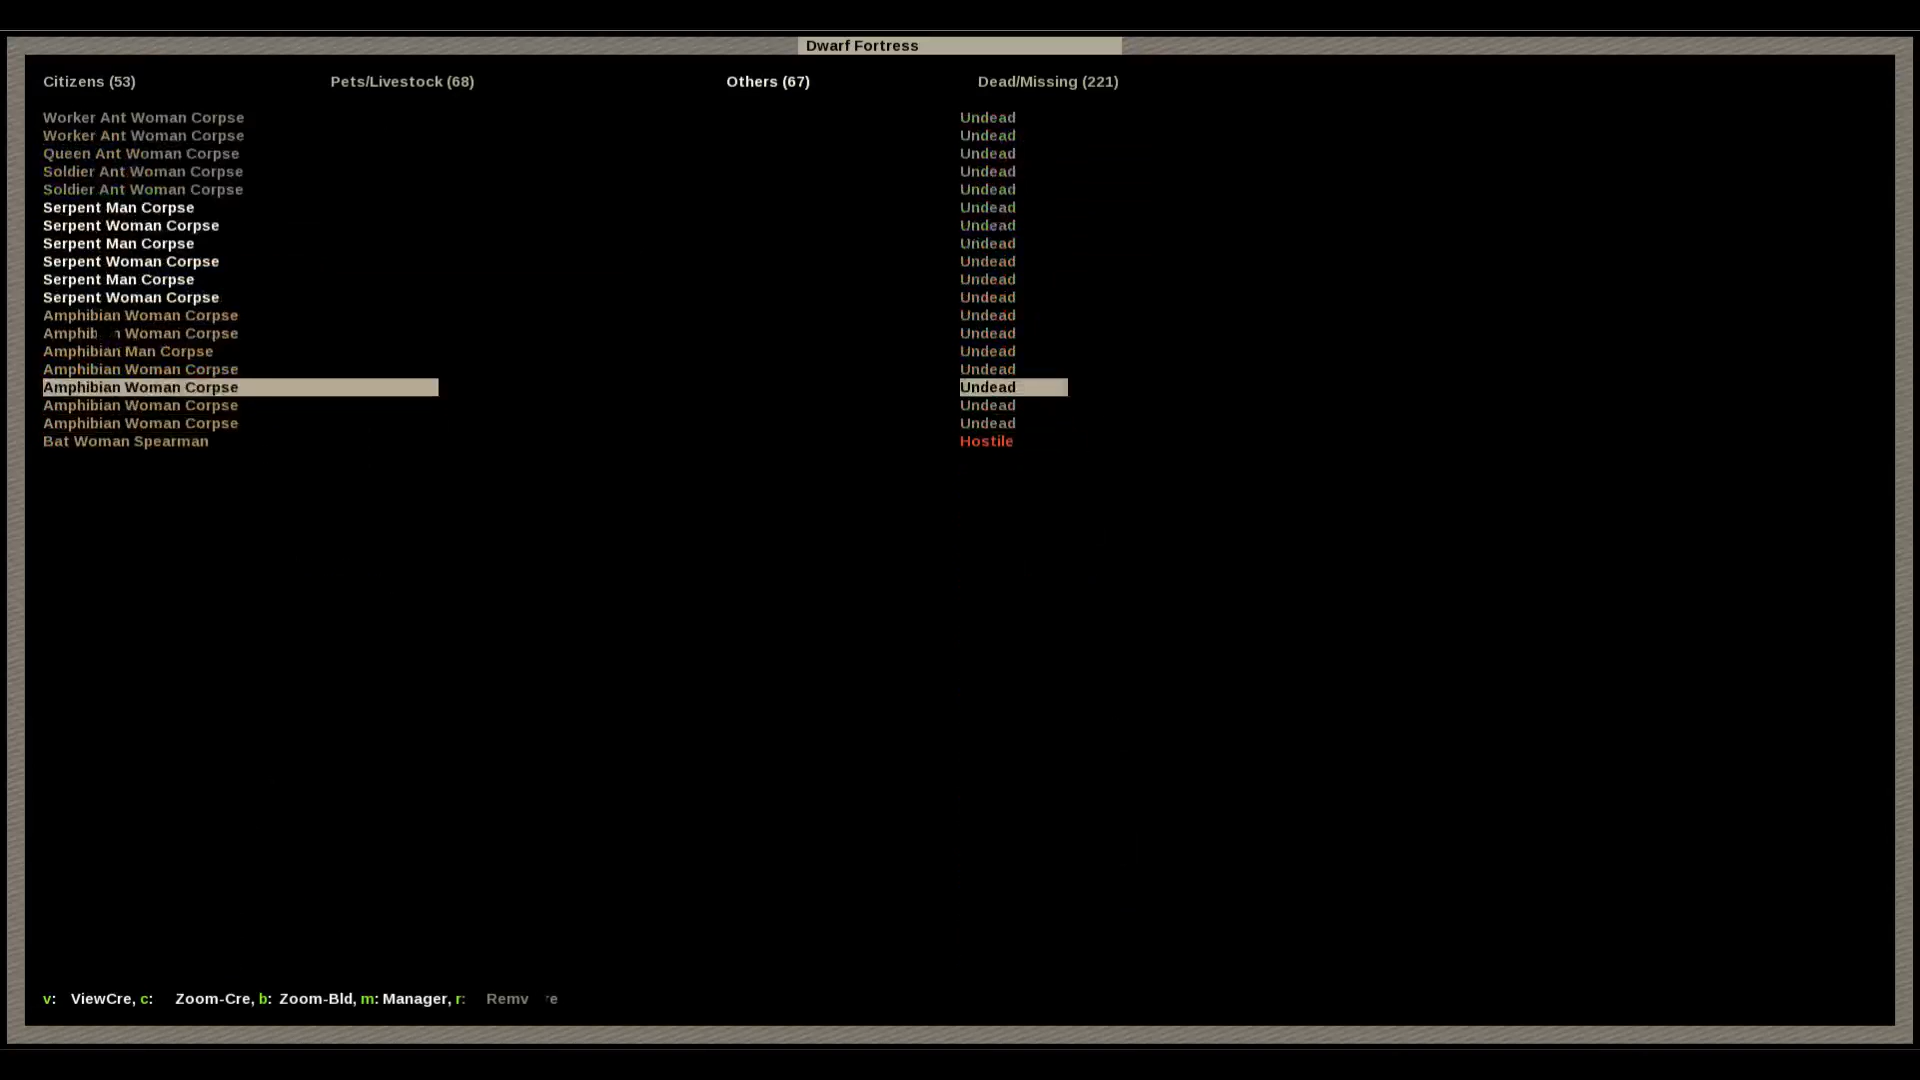 Dwarf Fortress
Citizens (53) Pets/Livestock (68) Others (67) Dead/Missing (221)
Worker Ant Woman Corpse Undead
Worker Ant Woman Corpse Undead
Queen Ant Woman Corpse Undead
Soldier Ant Woman Corpse Undead
Soldier Ant Woman Corpse Undead
Serpent Man Corpse Undead
Serpent Woman Corpse Undead
Serpent Man Corpse Undead
Serpent Woman Corpse Undead
Serpent Man Corpse Undead
Serpent Woman Corpse Undead
Amphibian Woman Corpse Undead
Woman Corpse Undead
Amphibian Man Corpse Undead
Amphibian Woman Corpse Undead
Amphibian Woman Corpse Undead
Amphibian Woman Corpse Undead
Amphibian Woman Corpse Undead
Bat Woman Spearman Hostile
v: ViewCre, c: Zoom-Cre, b: Zoom-Bld, m: Manager, r: Remv